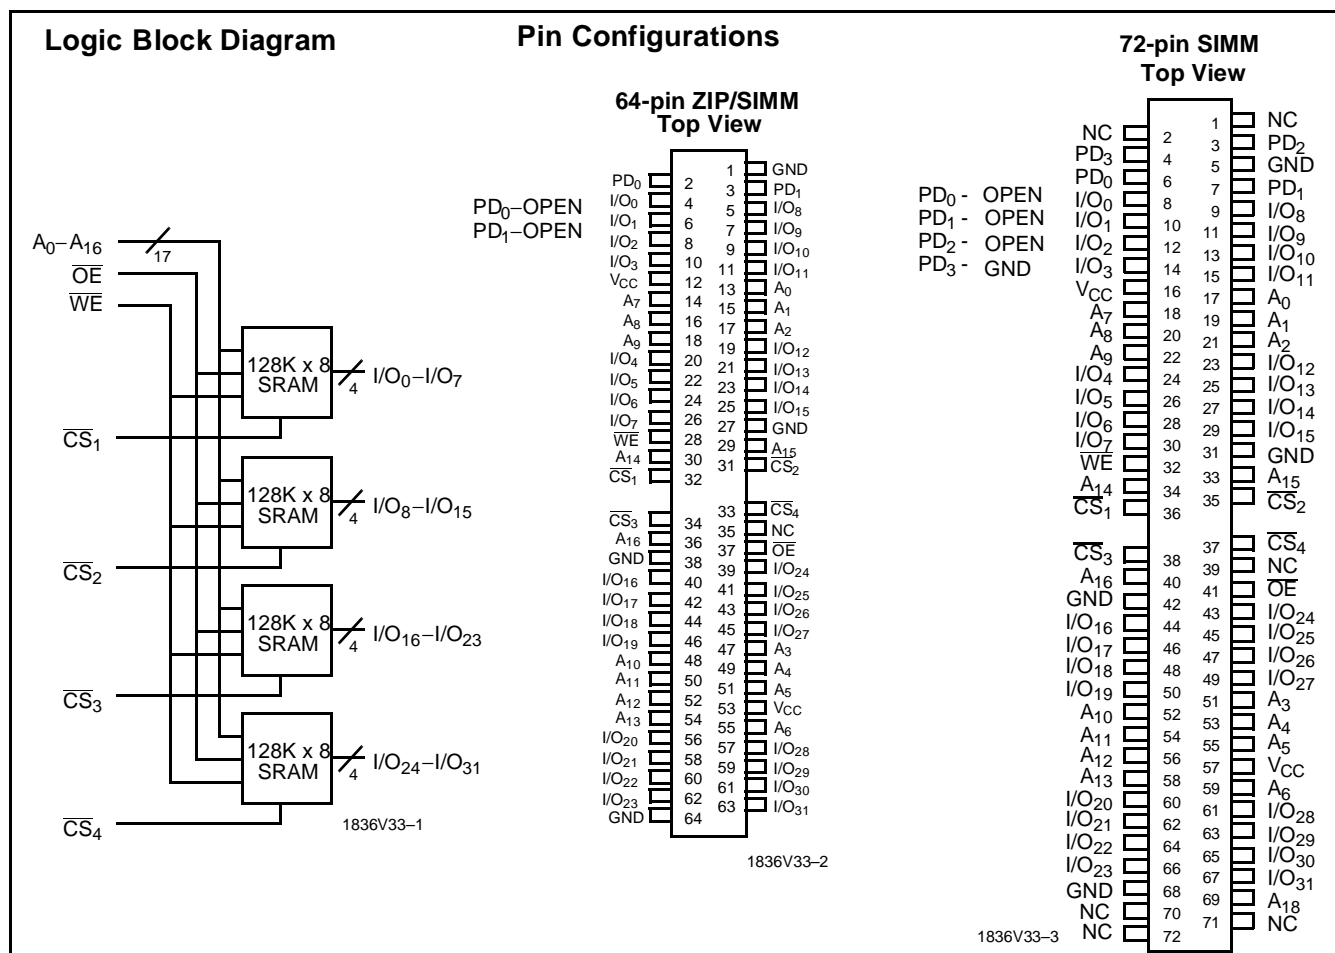 Logic Block Diagram
A0–A16
17
OE
WE
128K x 8
SRAM
4
I/O0–I/O7
CS1
128K x 8
SRAM
4
I/O8–I/O15
CS2
128K x 8
SRAM
4
I/O16–I/O23
CS3
128K x 8
SRAM
4
I/O24–I/O31
CS4
1836V33–1
Pin Configurations
64-pin ZIP/SIMM
Top View
PD0–OPEN
PD1–OPEN
1 GND
PD0 2
3 PD1
I/O0 4
5 I/O8
I/O1 6
7 I/O9
I/O2 8
9 I/O10
I/O3 10
11 I/O11
VCC 12
13 A0
A7 14
15 A1
A8 16
17 A2
A9 18
19 I/O12
I/O4 20
21 I/O13
I/O5 22
23 I/O14
I/O6 24
25 I/O15
I/O7 26
27 GND
WE 28
29 A15
A14 30
31 CS2
CS1 32
33 CS4
CS3 34
35 NC
A16 36
37 OE
GND 38
39 I/O24
I/O16 40
41 I/O25
I/O17 42
43 I/O26
I/O18 44
45 I/O27
I/O19 46
47 A3
A10 48
49 A4
A11 50
51 A5
A12 52
53 VCC
A13 54
55 A6
I/O20 56
57 I/O28
I/O21 58
59 I/O29
I/O22 60
61 I/O30
I/O23 62
63 I/O31
GND 64
1836V33–2
72-pin SIMM
Top View
PD0 - OPEN
PD1 - OPEN
PD2 - OPEN
PD3 - GND
1 NC
NC 2
3 PD2
PD3 4
5 GND
PD0 6
7 PD1
I/O0 8
9 I/O8
I/O1 10
11 I/O9
I/O2 12
13 I/O10
I/O3 14
15 I/O11
VCC 16
17 A0
A7 18
19 A1
A8 20
21 A2
A9 22
23 I/O12
I/O4 24
25 I/O13
I/O5 26
27 I/O14
I/O6 28
29 I/O15
I/O7 30
31 GND
WE 32
33 A15
A14 34
35 CS2
CS1 36
37 CS4
CS3 38
39 NC
A16 40
41 OE
GND 42
43 I/O24
I/O16 44
45 I/O25
I/O17 46
47 I/O26
I/O18 48
49 I/O27
I/O19 50
51 A3
A10 52
53 A4
A11 54
55 A5
A12 56
57 VCC
A13 58
59 A6
I/O20 60
61 I/O28
I/O21 62
63 I/O29
I/O22 64
65 I/O30
I/O23 66
67 I/O31
GND 68
69 A18
NC 70
71 NC
NC 72
1836V33–3